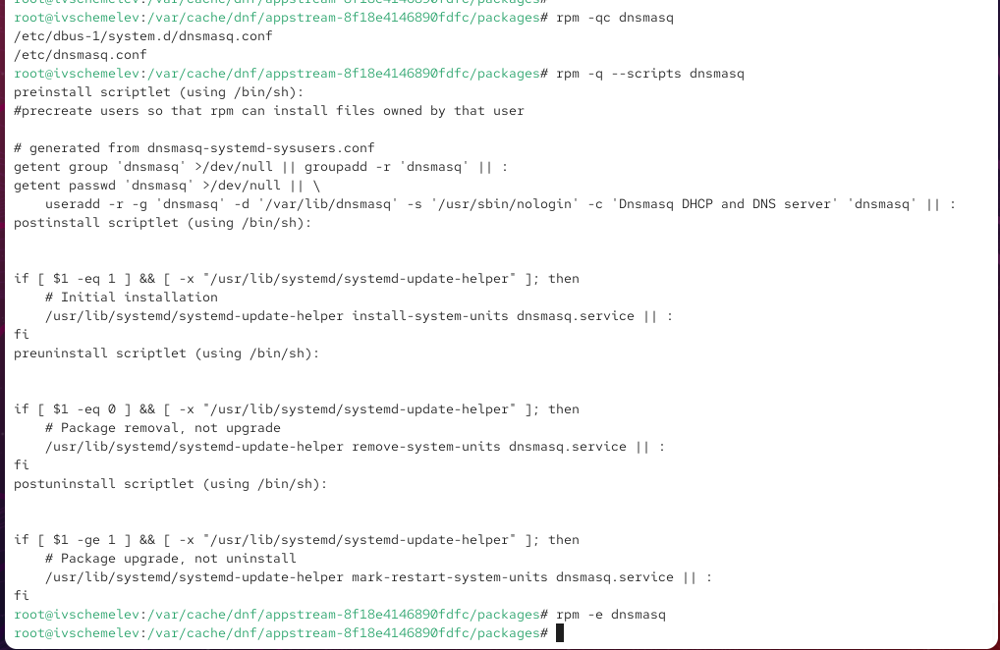 root@ivschemelev:/var/cache/dnf/appstream-8f18e4146890fdfc/packages#
root@ivschemelev:/var/cache/dnf/appstream-8f18e4146890fdfc/packages# rpm -qc dnsmasq
/etc/dbus-1/system.d/dnsmasq.conf
/etc/dnsmasq.conf
root@ivschemelev:/var/cache/dnf/appstream-8f18e4146890fdfc/packages# rpm -q --scripts dnsmasq
preinstall scriptlet (using /bin/sh):
#precreate users so that rpm can install files owned by that user

# generated from dnsmasq-systemd-sysusers.conf
getent group 'dnsmasq' >/dev/null || groupadd -r 'dnsmasq' || :
getent passwd 'dnsmasq' >/dev/null || \
    useradd -r -g 'dnsmasq' -d '/var/lib/dnsmasq' -s '/usr/sbin/nologin' -c 'Dnsmasq DHCP and DNS server' 'dnsmasq' || :
postinstall scriptlet (using /bin/sh):


if [ $1 -eq 1 ] && [ -x "/usr/lib/systemd/systemd-update-helper" ]; then
    # Initial installation
    /usr/lib/systemd/systemd-update-helper install-system-units dnsmasq.service || :
fi
preuninstall scriptlet (using /bin/sh):


if [ $1 -eq 0 ] && [ -x "/usr/lib/systemd/systemd-update-helper" ]; then
    # Package removal, not upgrade
    /usr/lib/systemd/systemd-update-helper remove-system-units dnsmasq.service || :
fi
postuninstall scriptlet (using /bin/sh):


if [ $1 -ge 1 ] && [ -x "/usr/lib/systemd/systemd-update-helper" ]; then
    # Package upgrade, not uninstall
    /usr/lib/systemd/systemd-update-helper mark-restart-system-units dnsmasq.service || :
fi
root@ivschemelev:/var/cache/dnf/appstream-8f18e4146890fdfc/packages# rpm -e dnsmasq
root@ivschemelev:/var/cache/dnf/appstream-8f18e4146890fdfc/packages#